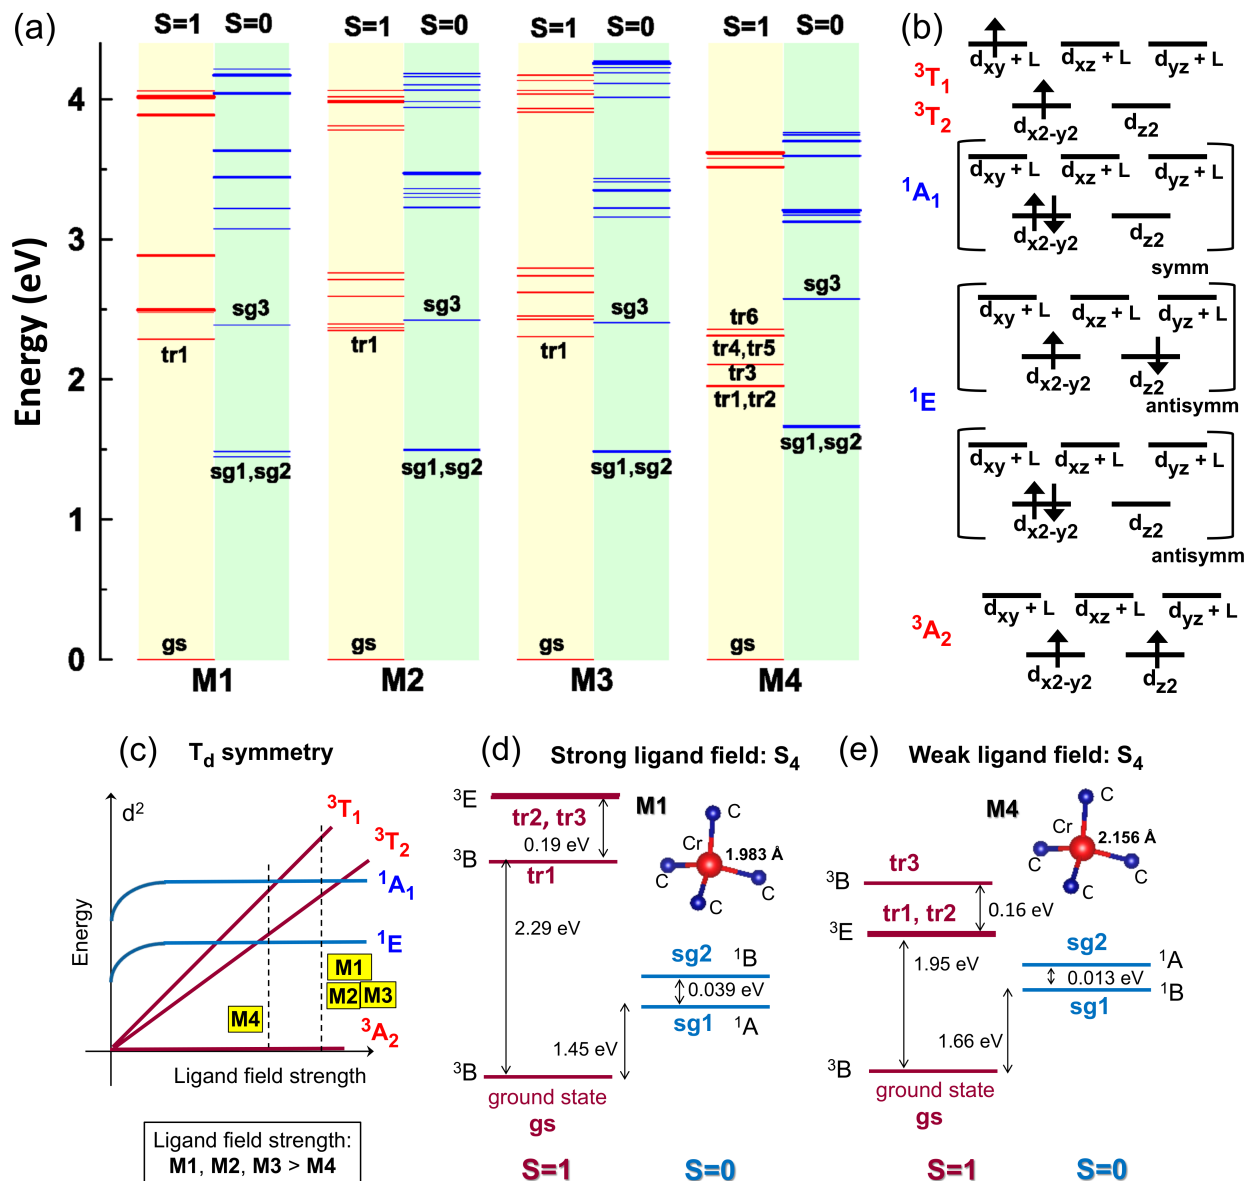 (a)
S=1 S=0 S=1 S=0 S=1 S=0 S=1 S=0
Energy (eV)
4
3
2
1
0
sg3
tr1
sg1,sg2
gs
M1
sg3
tr1
sg1,sg2
gs
M2
sg3
tr1
sg1,sg2
gs
M3
sg3
tr6
tr4,tr5
tr3
tr1,tr2
sg1,sg2
gs
M4
(b)
³T₁
dxy + L dxz + L dyz + L
³T₂
dx2-y2 dz2
¹A₁
dxy + L dxz + L dyz + L
dx2-y2 dz2
symm
¹E
dxy + L dxz + L dyz + L
dx2-y2 dz2
antisymm
dxy + L dxz + L dyz + L
dx2-y2 dz2
antisymm
³A₂
dxy + L dxz + L dyz + L
dx2-y2 dz2
(c)
Td symmetry
d²
³T₁
³T₂
¹A₁
¹E
M1
M2 M3
M4
³A₂
Energy
Ligand field strength
Ligand field strength:
M1, M2, M3 > M4
(d)
Strong ligand field: S₄
³E
tr2, tr3
0.19 eV
³B
tr1
2.29 eV
M1
C
Cr
1.983 Å
C
C
C
sg2 ¹B
0.039 eV
sg1 ¹A
1.45 eV
³B
ground state
gs
S=1 S=0
(e)
Weak ligand field: S₄
M4
C
Cr
2.156 Å
C
C
C
tr3
³B
0.16 eV
tr1, tr2
³E
1.95 eV
sg2
¹A
0.013 eV
¹B
sg1
1.66 eV
³B
ground state
gs
S=1 S=0